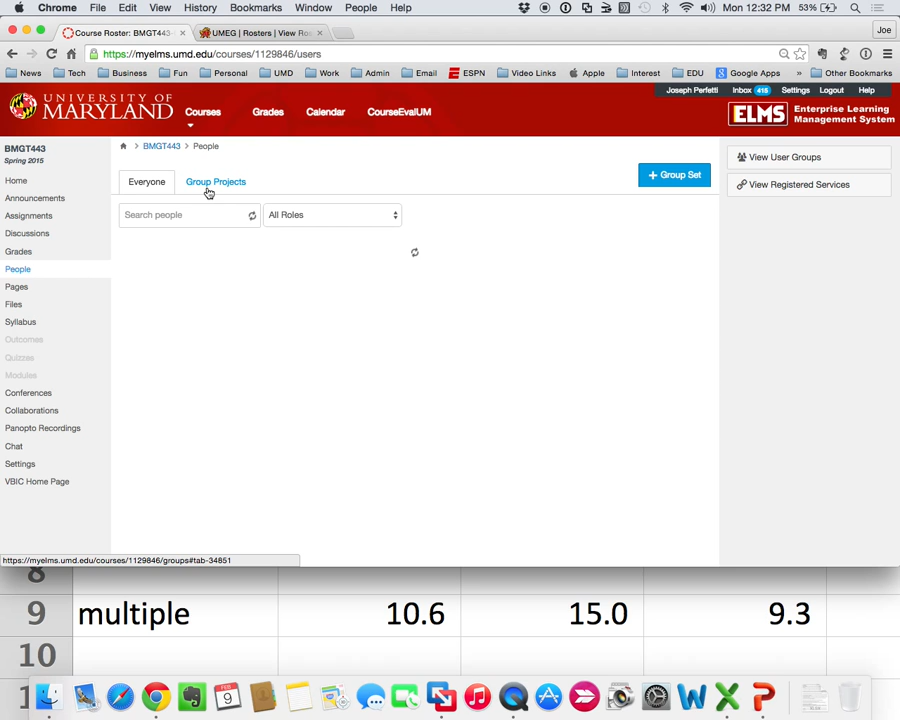 Chrome File Edit View History Bookmarks Window People Help Mon 12:32 PM 53%
Course Roster: BMGT443- UMEG | Rosters | View Ros Joe
https://myelms.umd.edu/courses/1129846/users
News Tech Business Fun Personal UMD Work Admin Email ESPN Video Links Apple Interest EDU Google Apps » Other Bookmarks
Joseph Perfetti Inbox 415 Settings Logout Help
UNIVERSITY OF
MARYLAND
Courses Grades Calendar CourseEvalUM
ELMS
Enterprise Learning
Management System
BMGT443
Spring 2015
BMGT443 > People
Home
Announcements
Assignments
Discussions
Grades
People
Pages
Files
Syllabus
Outcomes
Quizzes
Modules
Conferences
Collaborations
Panopto Recordings
Chat
Settings
VBIC Home Page
Everyone Group Projects + Group Set
Search people All Roles
View User Groups
View Registered Services
https://myelms.umd.edu/courses/1129846/groups#tab-34851
8
9 multiple 10.6 15.0 9.3
10
FEB
9